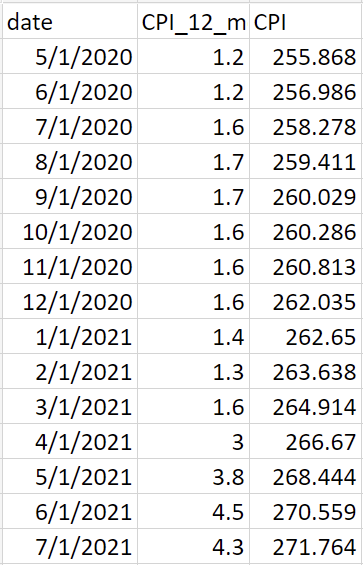 date CPI_12_m CPI
5/1/2020 1.2 255.868
6/1/2020 1.2 256.986
7/1/2020 1.6 258.278
8/1/2020 1.7 259.411
9/1/2020 1.7 260.029
10/1/2020 1.6 260.286
11/1/2020 1.6 260.813
12/1/2020 1.6 262.035
1/1/2021 1.4 262.65
2/1/2021 1.3 263.638
3/1/2021 1.6 264.914
4/1/2021 3 266.67
5/1/2021 3.8 268.444
6/1/2021 4.5 270.559
7/1/2021 4.3 271.764